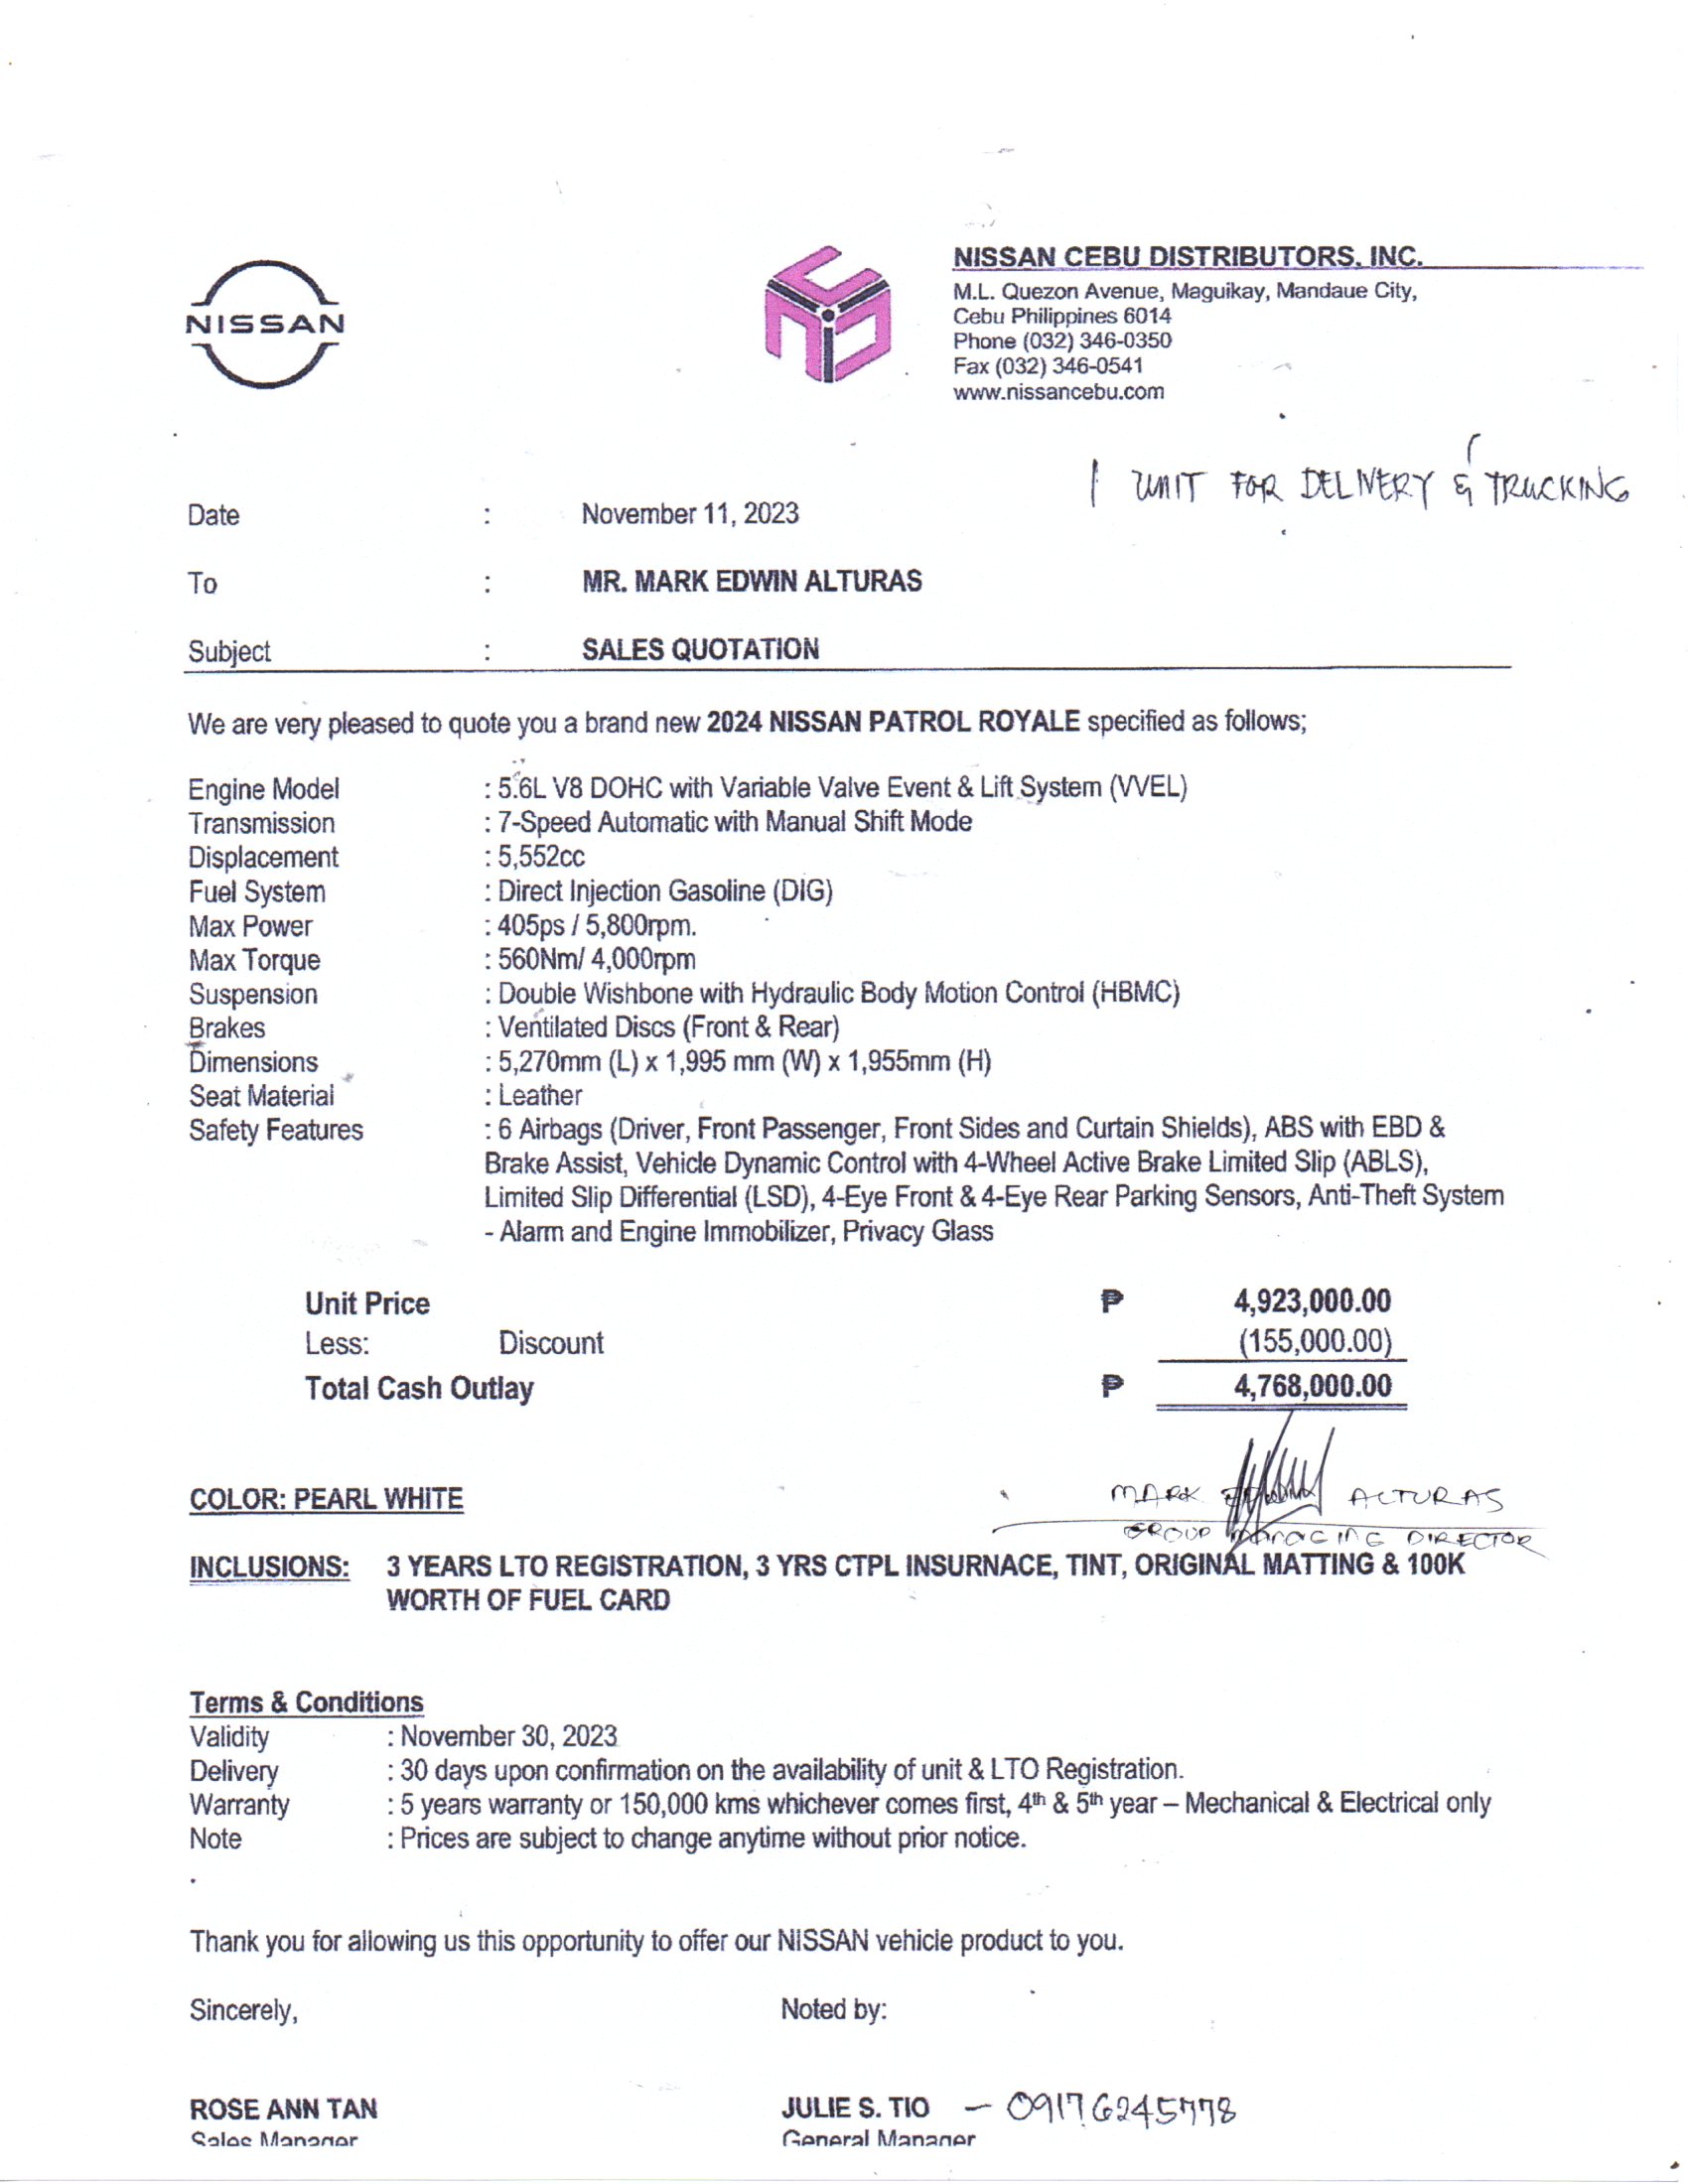 NISSAN
NISSAN CEBU DISTRIBUTORS, INC.
M.L. Quezon Avenue, Maguikay, Mandaue City,
Cebu Philippines 6014
Phone (032) 346-0350
Fax (032) 346-0541
www.nissancebu.com
1 UNIT FOR DELIVERY & TRUCKING
Date : November 11, 2023
To : MR. MARK EDWIN ALTURAS
Subject : SALES QUOTATION
We are very pleased to quote you a brand new 2024 NISSAN PATROL ROYALE specified as follows;
Engine Model : 5.6L V8 DOHC with Variable Valve Event & Lift System (VVEL)
Transmission : 7-Speed Automatic with Manual Shift Mode
Displacement : 5,552cc
Fuel System : Direct Injection Gasoline (DIG)
Max Power : 405ps / 5,800rpm.
Max Torque : 560Nm/ 4,000rpm
Suspension : Double Wishbone with Hydraulic Body Motion Control (HBMC)
Brakes : Ventilated Discs (Front & Rear)
Dimensions : 5,270mm (L) x 1,995 mm (W) x 1,955mm (H)
Seat Material : Leather
Safety Features : 6 Airbags (Driver, Front Passenger, Front Sides and Curtain Shields), ABS with EBD &
Brake Assist, Vehicle Dynamic Control with 4-Wheel Active Brake Limited Slip (ABLS),
Limited Slip Differential (LSD), 4-Eye Front & 4-Eye Rear Parking Sensors, Anti-Theft System
- Alarm and Engine Immobilizer, Privacy Glass
Unit Price ₱ 4,923,000.00
Less: Discount (155,000.00)
Total Cash Outlay ₱ 4,768,000.00
COLOR: PEARL WHITE
MARK EDWIN ALTURAS
GROUP MANAGING DIRECTOR
INCLUSIONS: 3 YEARS LTO REGISTRATION, 3 YRS CTPL INSURNACE, TINT, ORIGINAL MATTING & 100K
WORTH OF FUEL CARD
Terms & Conditions
Validity : November 30, 2023
Delivery : 30 days upon confirmation on the availability of unit & LTO Registration.
Warranty : 5 years warranty or 150,000 kms whichever comes first, 4th & 5th year – Mechanical & Electrical only
Note : Prices are subject to change anytime without prior notice.
Thank you for allowing us this opportunity to offer our NISSAN vehicle product to you.
Sincerely, Noted by:
ROSE ANN TAN JULIE S. TIO - 09176245778
Sales Manager General Manager